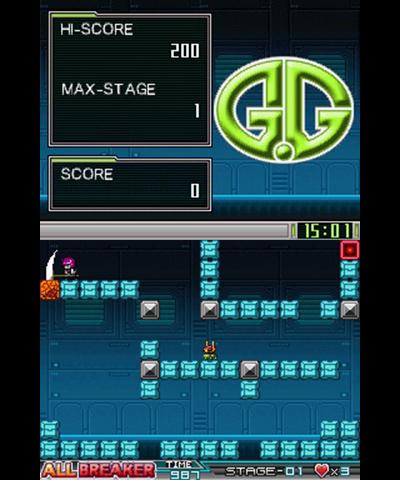 HI-SCORE
200
MAX-STAGE
1
G.G
SCORE
0
15:01
ALL BREAKER
TIME
987
STAGE-01
×3